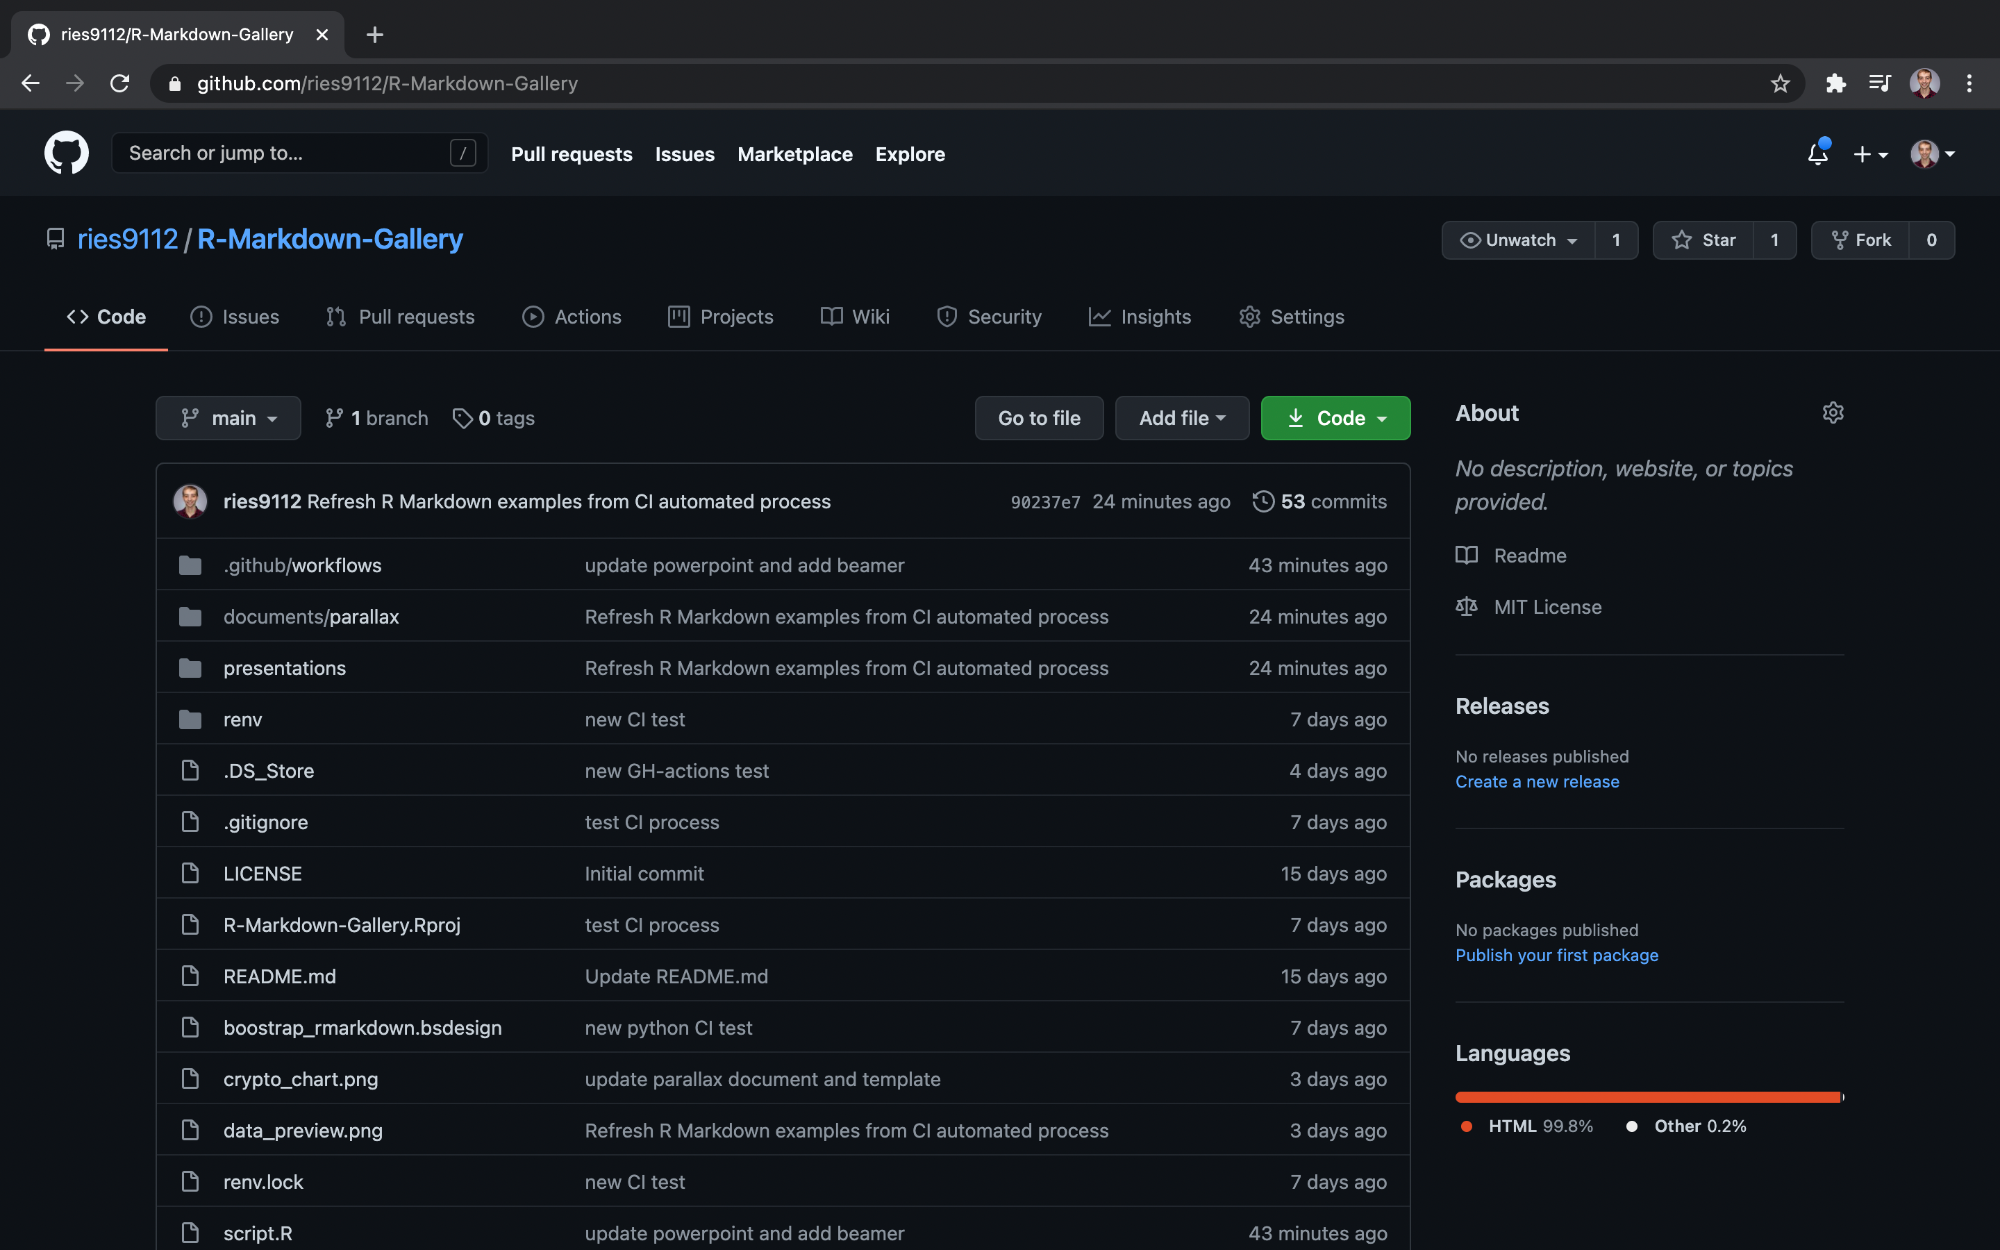 ries9112/R-Markdown-Gallery
github.com/ries9112/R-Markdown-Gallery
Search or jump to... / Pull requests Issues Marketplace Explore
ries9112 / R-Markdown-Gallery Unwatch 1 Star 1 Fork 0
Code Issues Pull requests Actions Projects Wiki Security Insights Settings
main 1 branch 0 tags Go to file Add file Code
ries9112 Refresh R Markdown examples from CI automated process 90237e7 24 minutes ago 53 commits
.github/workflows update powerpoint and add beamer 43 minutes ago
documents/parallax Refresh R Markdown examples from CI automated process 24 minutes ago
presentations Refresh R Markdown examples from CI automated process 24 minutes ago
renv new CI test 7 days ago
.DS_Store new GH-actions test 4 days ago
.gitignore test CI process 7 days ago
LICENSE Initial commit 15 days ago
R-Markdown-Gallery.Rproj test CI process 7 days ago
README.md Update README.md 15 days ago
boostrap_rmarkdown.bsdesign new python CI test 7 days ago
crypto_chart.png update parallax document and template 3 days ago
data_preview.png Refresh R Markdown examples from CI automated process 3 days ago
renv.lock new CI test 7 days ago
script.R update powerpoint and add beamer 43 minutes ago
About
No description, website, or topics
provided.
Readme
MIT License
Releases
No releases published
Create a new release
Packages
No packages published
Publish your first package
Languages
HTML 99.8% Other 0.2%